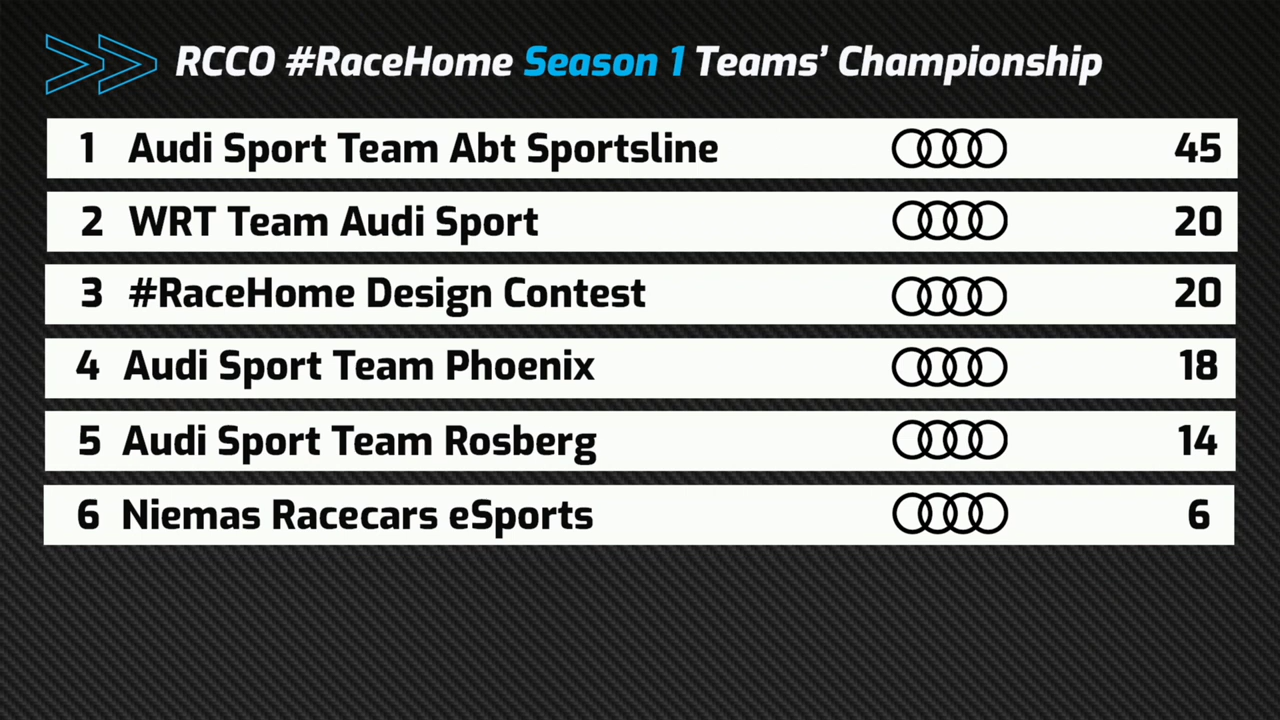 RCCO #RaceHome Season 1 Teams’ Championship
1 Audi Sport Team Abt Sportsline 45
2 WRT Team Audi Sport 20
3 #RaceHome Design Contest 20
4 Audi Sport Team Phoenix 18
5 Audi Sport Team Rosberg 14
6 Niemas Racecars eSports 6